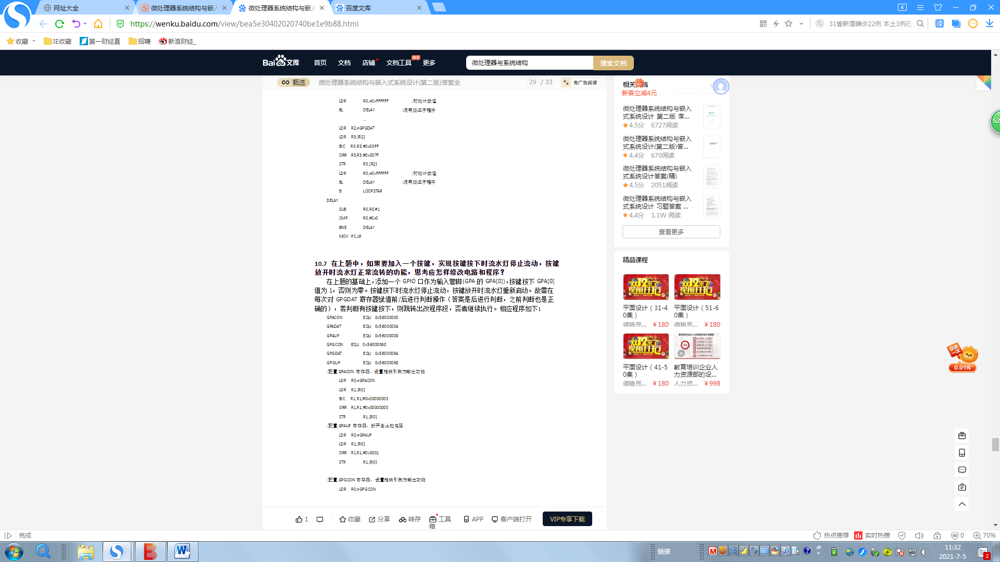 网址大全
微处理器系统结构与嵌入
微处理器系统结构与嵌入
百度文库
4
https://wenku.baidu.com/view/bea5e30402020740be1e9b88.html
31省新增确诊22例 本土3例在
收藏
IE收藏
第一财经直
招聘
新浪财经_
Bai du 文库
首页
文档
店铺
文档工具
限免
更多
微处理器与系统结构
搜索文档
甄选
微处理器系统结构与嵌入式系统设计(第二版)答案全
29 / 33
免广告阅读
LDR R0,=0xFFFFFF ;初始计数值
BL DELAY ;调用延迟子程序
...
LDR R2,=GPGDAT
LDR R3,[R2]
BIC R3,R3,#0x00FF
ORR R3,R3,#0x007F
STR R3,[R2]
LDR R0,=0xFFFFFF ;初始计数值
BL DELAY ;调用延迟子程序
B LOOPSTAR
DELAY
SUB R0,R0,#1
CMP R0,#0x0
BNE DELAY
MOV PC,LR
10.7 在上题中，如果要加入一个按键，实现按键按下时流水灯停止流动，按键
放开时流水灯正常流转的功能，思考应怎样修改电路和程序？
在上题的基础上，添加一个 GPIO 口作为输入管脚(GPA 的 GPA[0])，按键按下 GPA[0]
值为 1，否则为零。按键按下时流水灯停止流动，按键放开时流水灯重新启动。故需在
每次对 GPGDAT 寄存器赋值前/后进行判断操作（答案是后进行判断，之前判断也是正
确的），若判断有按键按下，则跳转出改程序段，否者继续执行。相应程序如下：
GPACON EQU 0x56000000
GPADAT EQU 0x56000004
GPAUP EQU 0x56000008
GPGCON EQU 0x56000060
GPGDAT EQU 0x56000064
GPGUP EQU 0x56000068
;配置 GPACON 寄存器，设置相关引脚为输出功能
LDR R0,=GPACON
LDR R1,[R0]
BIC R1,R1,#0x00000003
ORR R1,R1,#0x00000000
STR R1,[R0]
;配置 GPAUP 寄存器，断开各上拉电阻
LDR R0,=GPAUP
LDR R1,[R0]
ORR R1,R1,#0x0001
STR R1,[R0]
;配置 GPGCON 寄存器，设置相关引脚为输出功能
LDR R0,=GPGCON
1
收藏
分享
转存
工具箱
APP
客户端打开
VIP专享下载
新客立减4元
微处理器系统结构与嵌入
式系统设计 第二版 李...
4.5分 6727阅读
微处理器系统结构与嵌入
式系统设计(第二版)答...
4.4分 670阅读
微处理器系统结构与嵌入
式系统设计答案(精)
4.5分 2051阅读
微处理器系统结构与嵌入
式系统设计 习题答案 ...
4.4分 1.1W 阅读
查看更多
精品课程
平面设计（31-4
0集）
德鲁克... ￥180
平面设计（51-6
0集）
德鲁克... ￥180
平面设计（41-5
0集）
德鲁克... ￥180
教育培训企业人
力资源部的设...
人力资... ￥998
52
仅此一次
0.01元
完成
热点推荐
实时热榜
0
70%
链接
11:32
2021-7-5
2